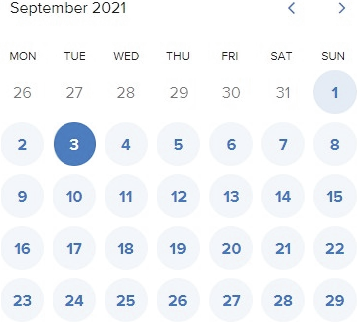 September 2021
MON TUE WED THU FRI SAT SUN
26 27 28 29 30 31 1
2 3 4 5 6 7 8
9 10 11 12 13 14 15
16 17 18 19 20 21 22
23 24 25 26 27 28 29